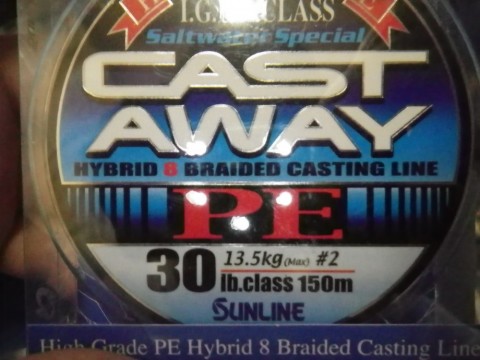 CLASS
Saltwater Special
CAST
AWAY
HYBRID 8 BRAIDED CASTING LINE
PE
30
13.5kg(Max) #2
lb.class 150m
SUNLINE
High Grade PE Hybrid 8 Braided Casting Line